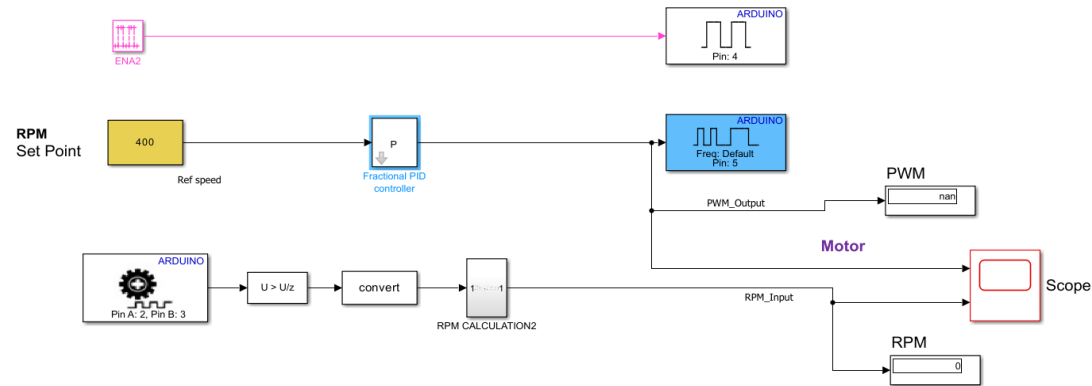 ARDUINO
Pin: 4
ENA2
RPM
Set Point
400
Ref speed
P
Fractional PID
controller
ARDUINO
Freq: Default
Pin: 5
PWM
nan
PWM_Output
Motor
Scope
ARDUINO
Pin A: 2, Pin B: 3
U > U/z
convert
RPM CALCULATION2
RPM_Input
RPM
0